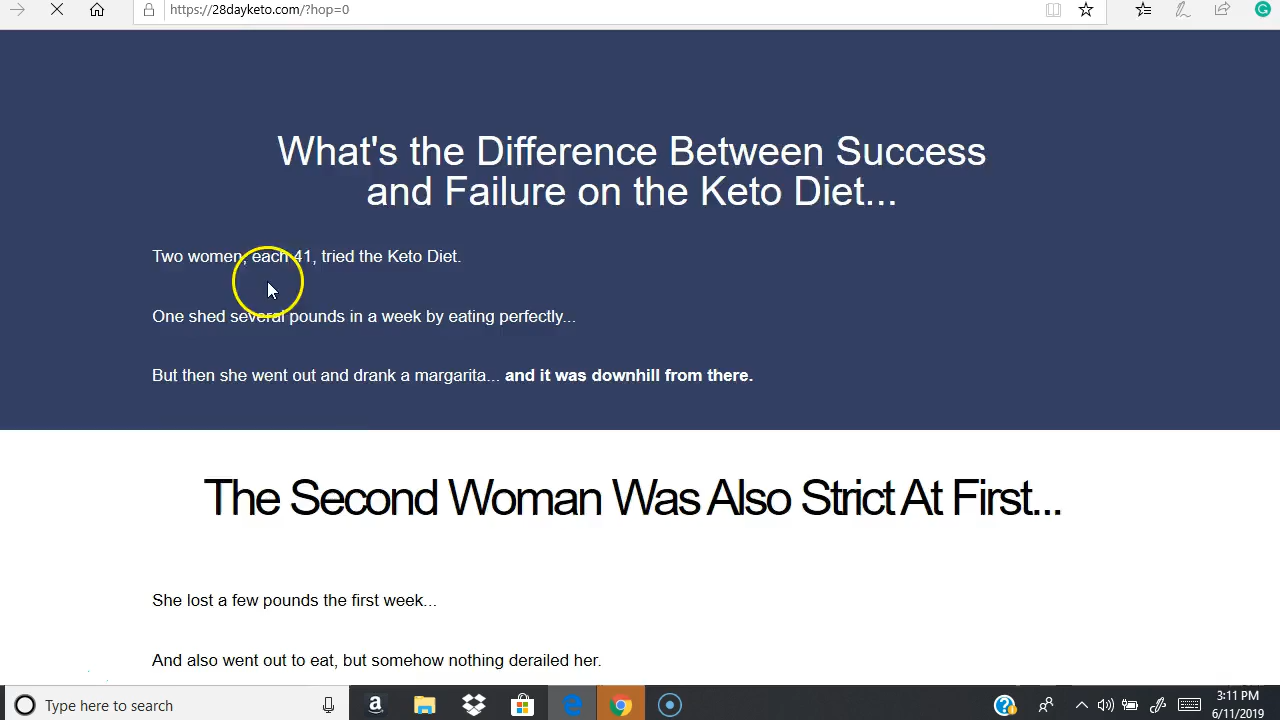 https://28dayketo.com/?hop=0
What's the Difference Between Success
and Failure on the Keto Diet...
Two women, each 41, tried the Keto Diet.
One shed several pounds in a week by eating perfectly...
But then she went out and drank a margarita... and it was downhill from there.
The Second Woman Was Also Strict At First...
She lost a few pounds the first week...
And also went out to eat, but somehow nothing derailed her.
Type here to search
3:11 PM
6/11/2019